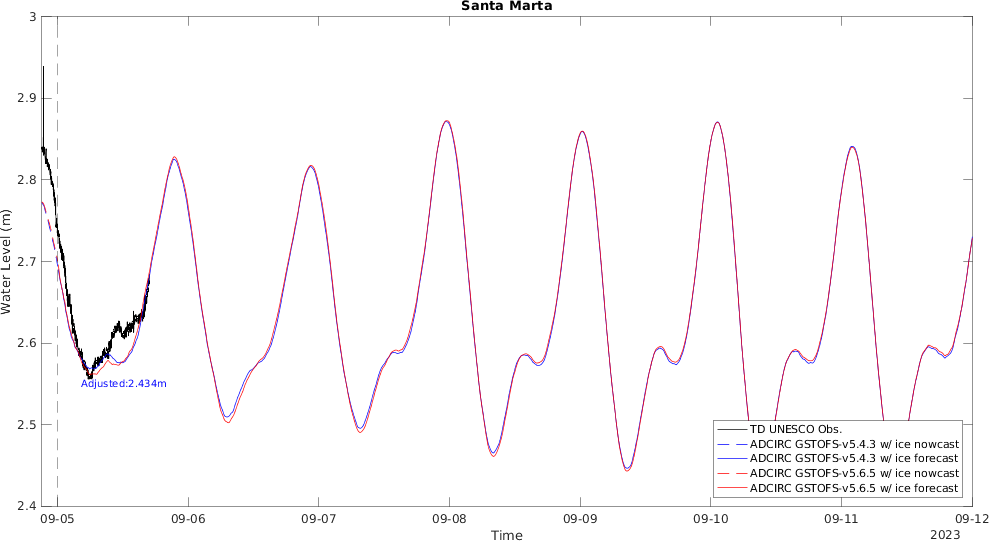 Santa Marta
3
2.9
2.8
2.7
2.6
2.5
2.4
Water Level (m)
Adjusted:2.434m
TD UNESCO Obs.
ADCIRC GSTOFS-v5.4.3 w/ ice nowcast
ADCIRC GSTOFS-v5.4.3 w/ ice forecast
ADCIRC GSTOFS-v5.6.5 w/ ice nowcast
ADCIRC GSTOFS-v5.6.5 w/ ice forecast
09-05 09-06 09-07 09-08 09-09 09-10 09-11 09-12
Time
2023